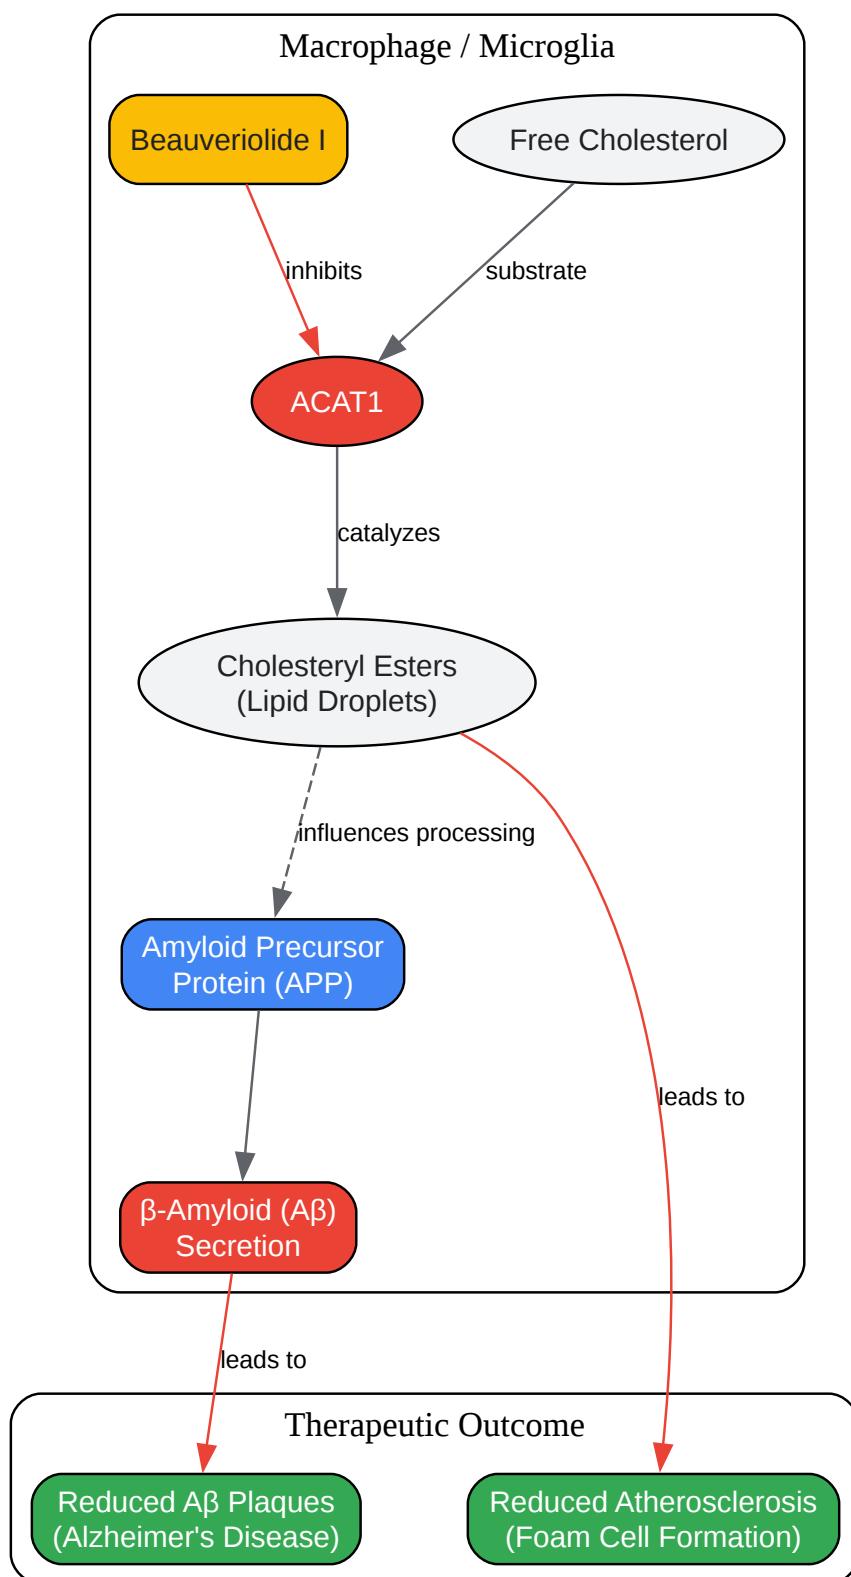 Macrophage / Microglia
Beauveriolide I
Free Cholesterol
inhibits
substrate
ACAT1
catalyzes
Cholesteryl Esters
(Lipid Droplets)
influences processing
Amyloid Precursor
Protein (APP)
leads to
β-Amyloid (Aβ)
Secretion
leads to
Therapeutic Outcome
Reduced Aβ Plaques
(Alzheimer's Disease)
Reduced Atherosclerosis
(Foam Cell Formation)